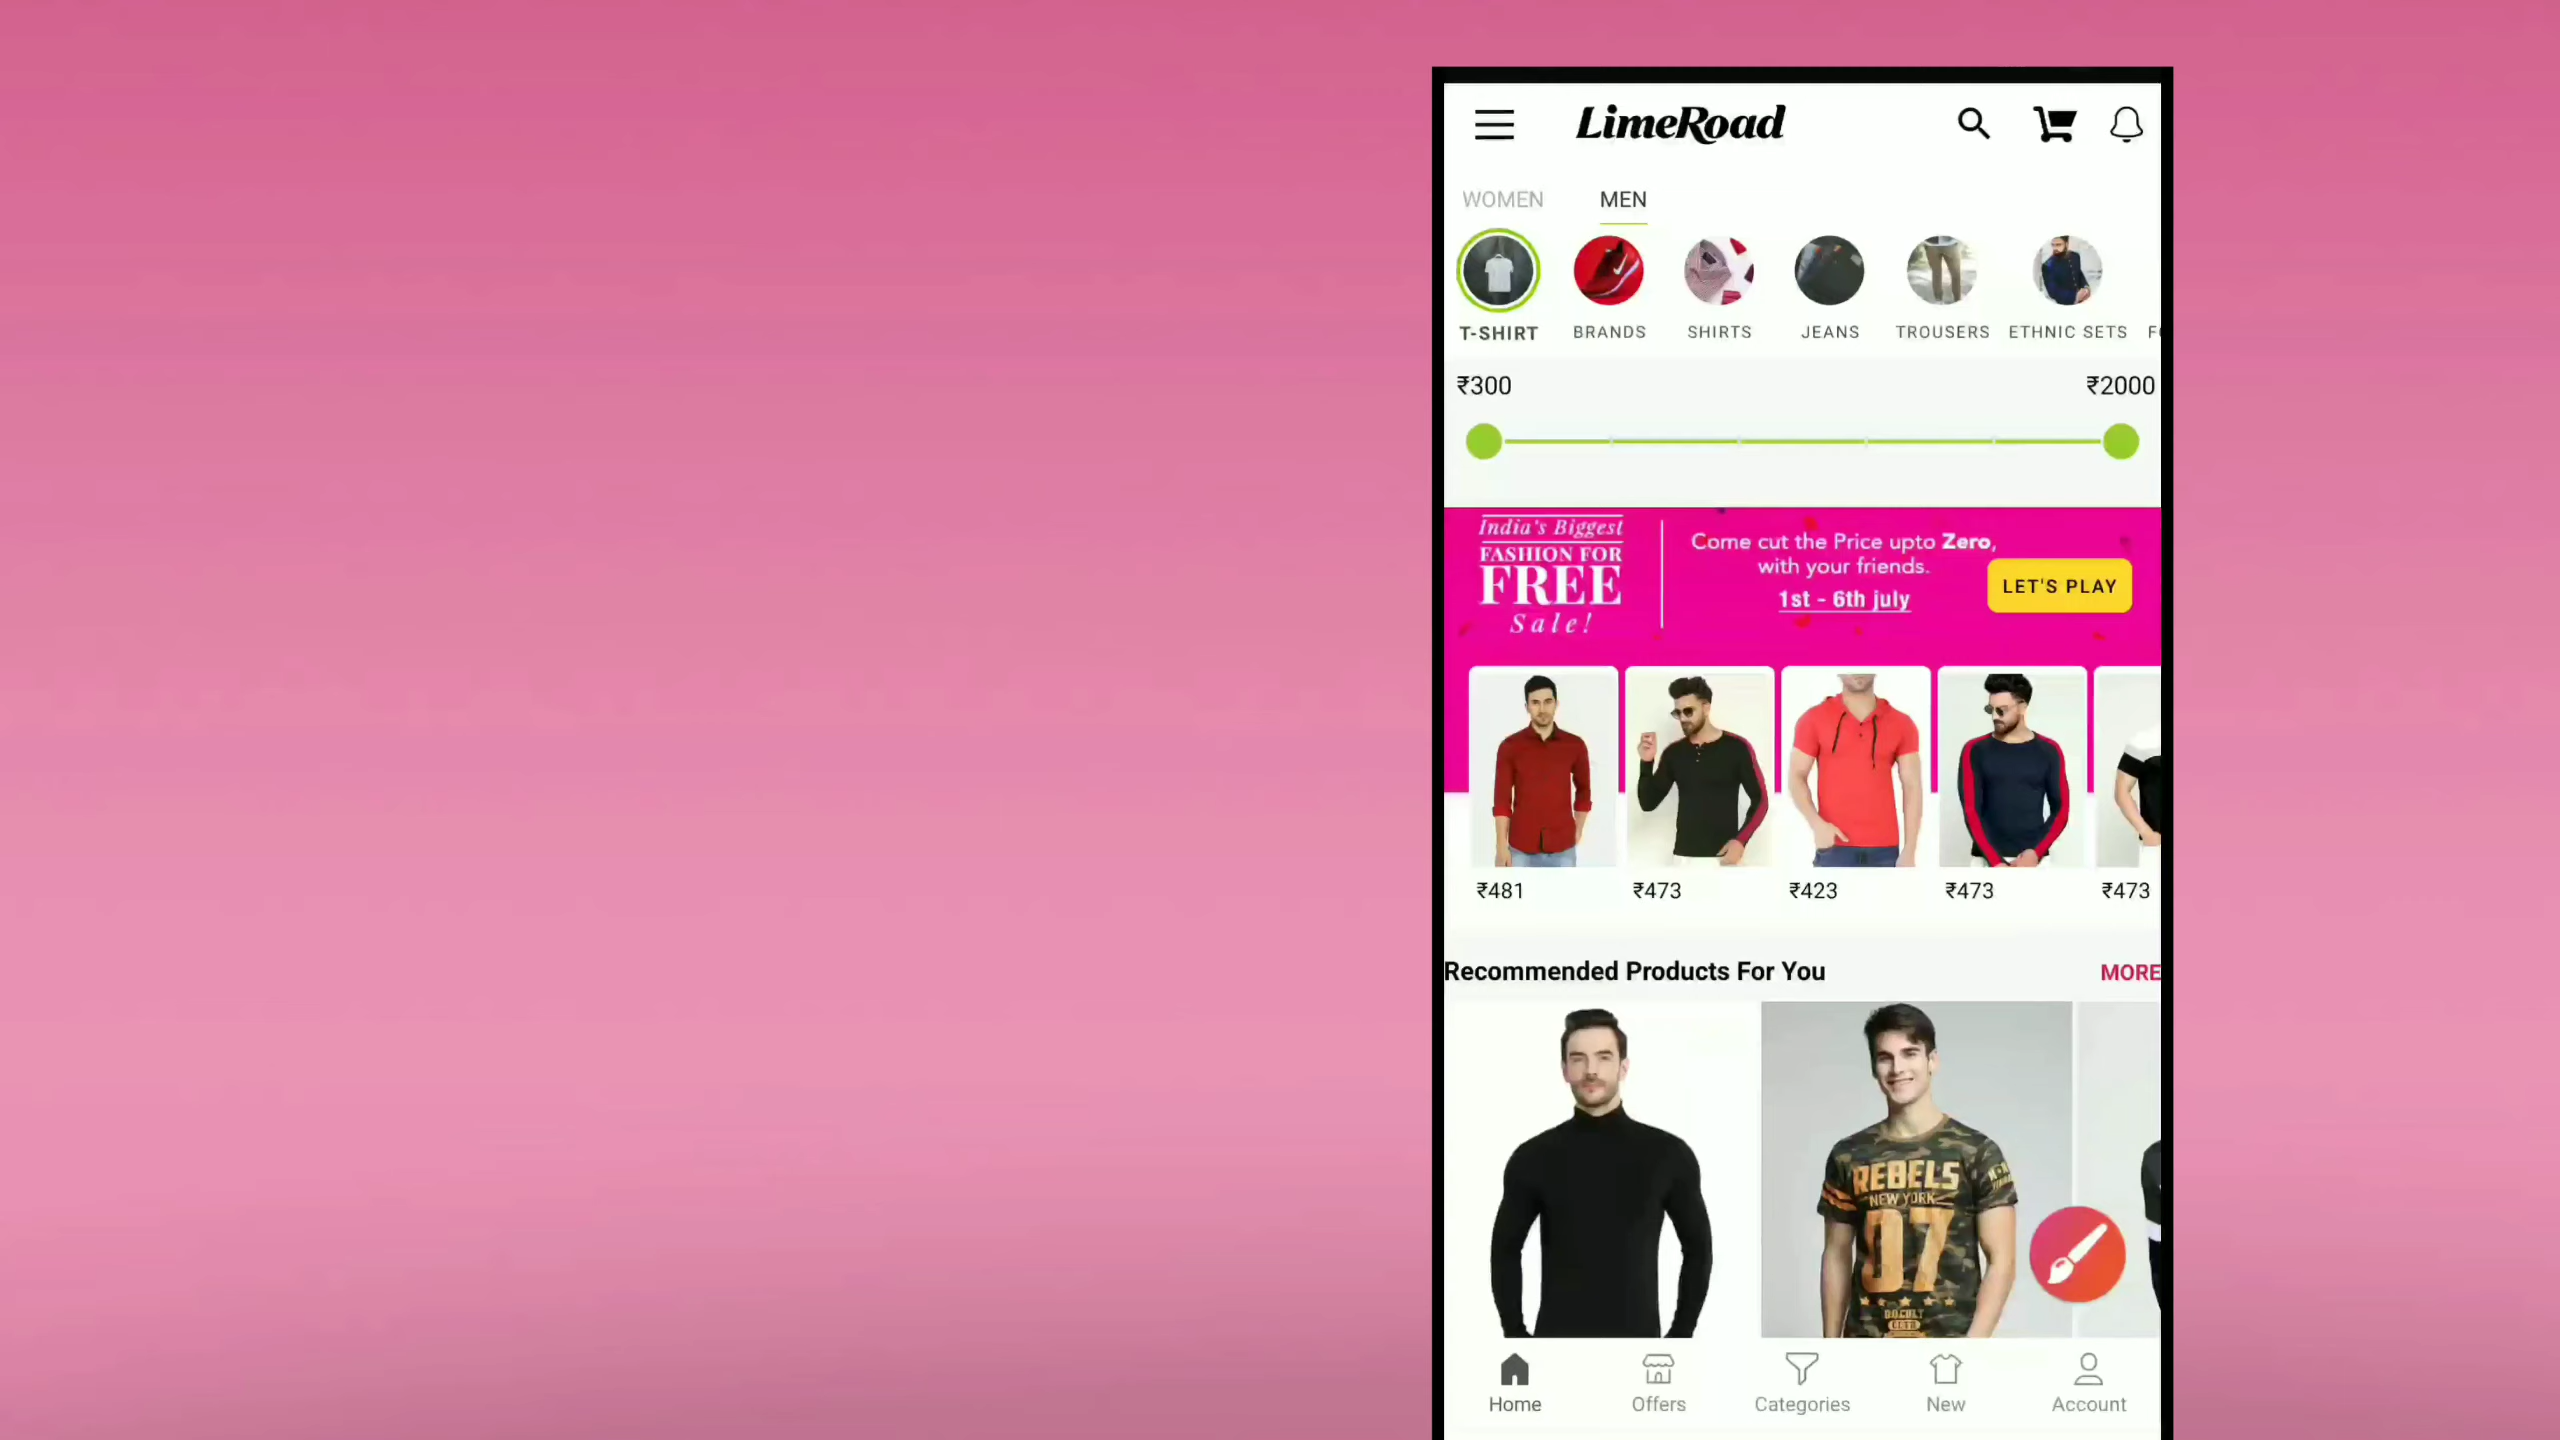 LimeRoad
WOMEN MEN
T-SHIRT BRANDS SHIRTS JEANS TROUSERS ETHNIC SETS
₹300 ₹2000
India's Biggest
FASHION FOR
FREE
Sale!
Come cut the Price upto Zero,
with your friends.
1st - 6th july
LET'S PLAY
₹481 ₹473 ₹423 ₹473 ₹473
Recommended Products For You MORE
REBELS
NEW YORK
07
Home Offers Categories New Account